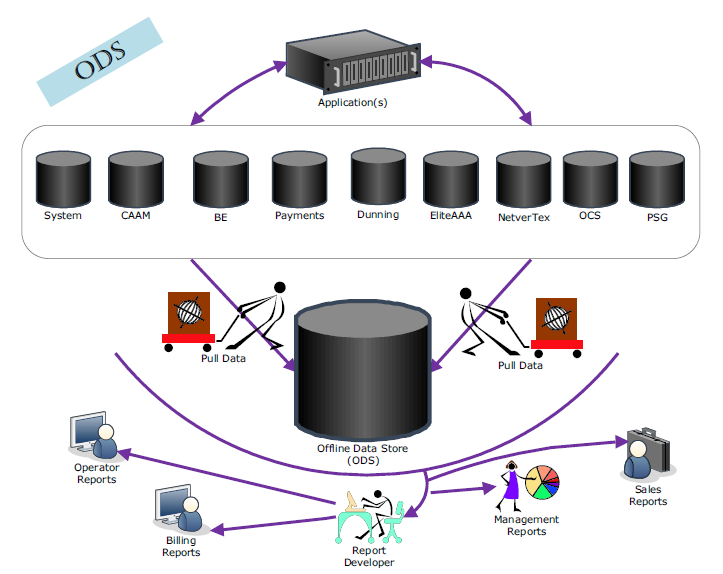 ODS
Application(s)
System
CAAM
BE
Payments
Dunning
EliteAAA
NetverTex
OCS
PSG
Pull Data
Pull Data
Offline Data Store
(ODS)
Operator
Reports
Billing
Reports
Report
Developer
Management
Reports
Sales
Reports